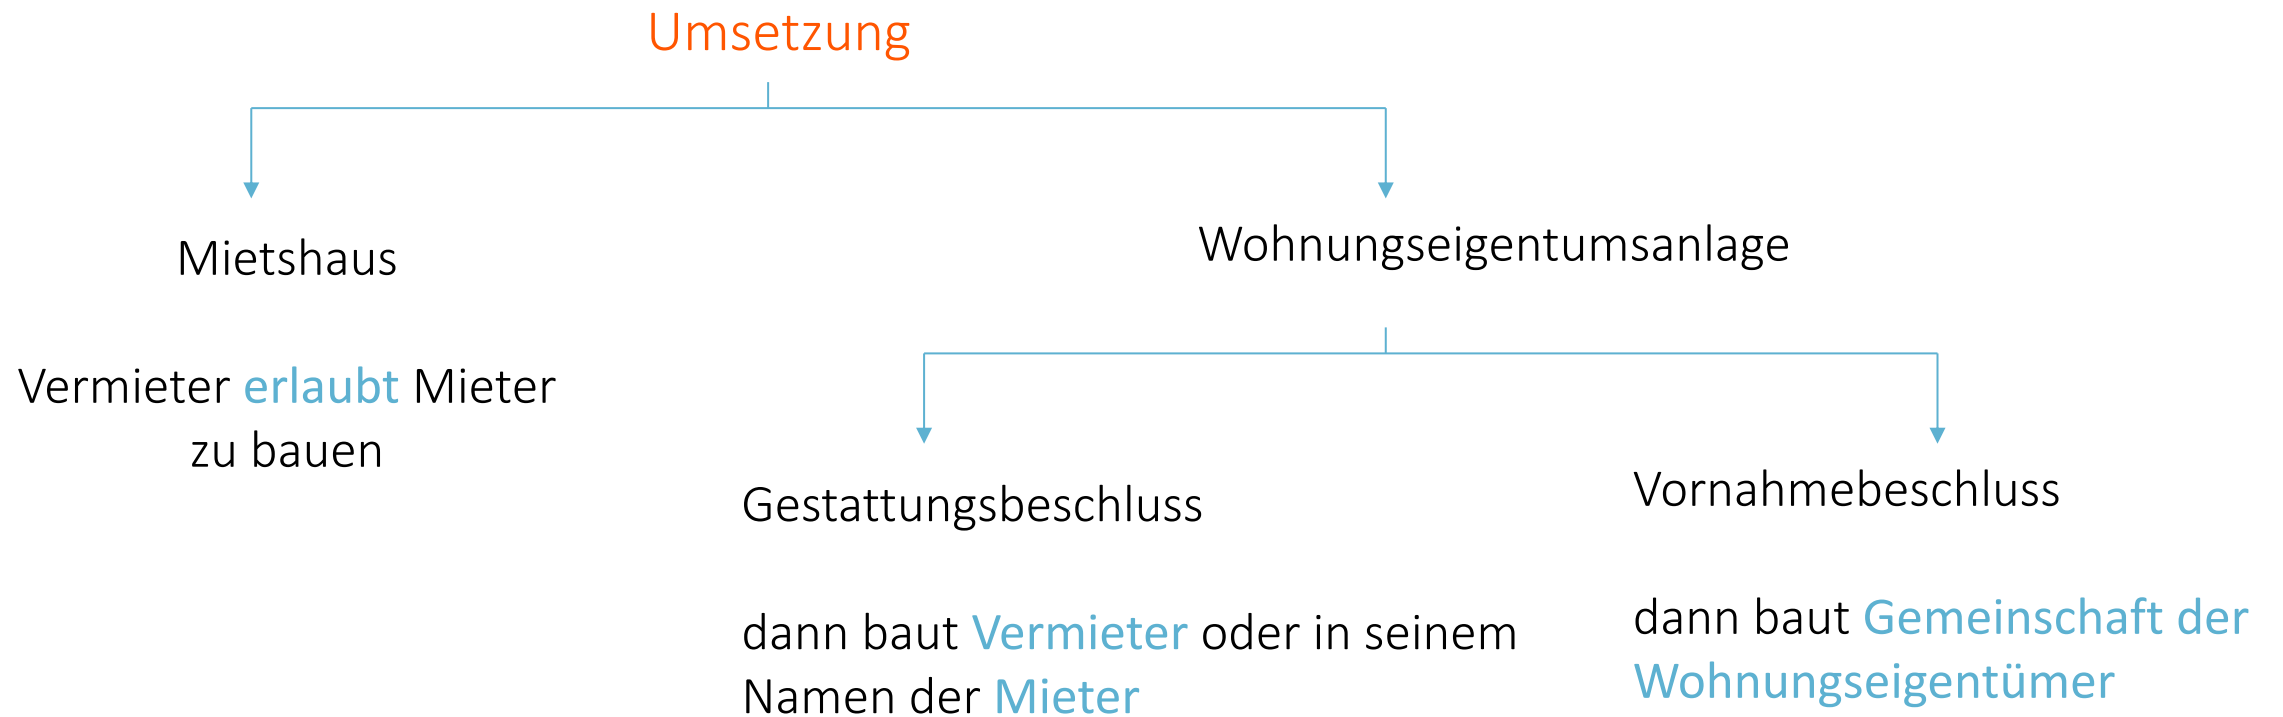 Umsetzung
Mietshaus
Vermieter erlaubt Mieter
zu bauen
Wohnungseigentumsanlage
Gestattungsbeschluss
dann baut Vermieter oder in seinem
Namen der Mieter
Vornahmebeschluss
dann baut Gemeinschaft der
Wohnungseigentümer